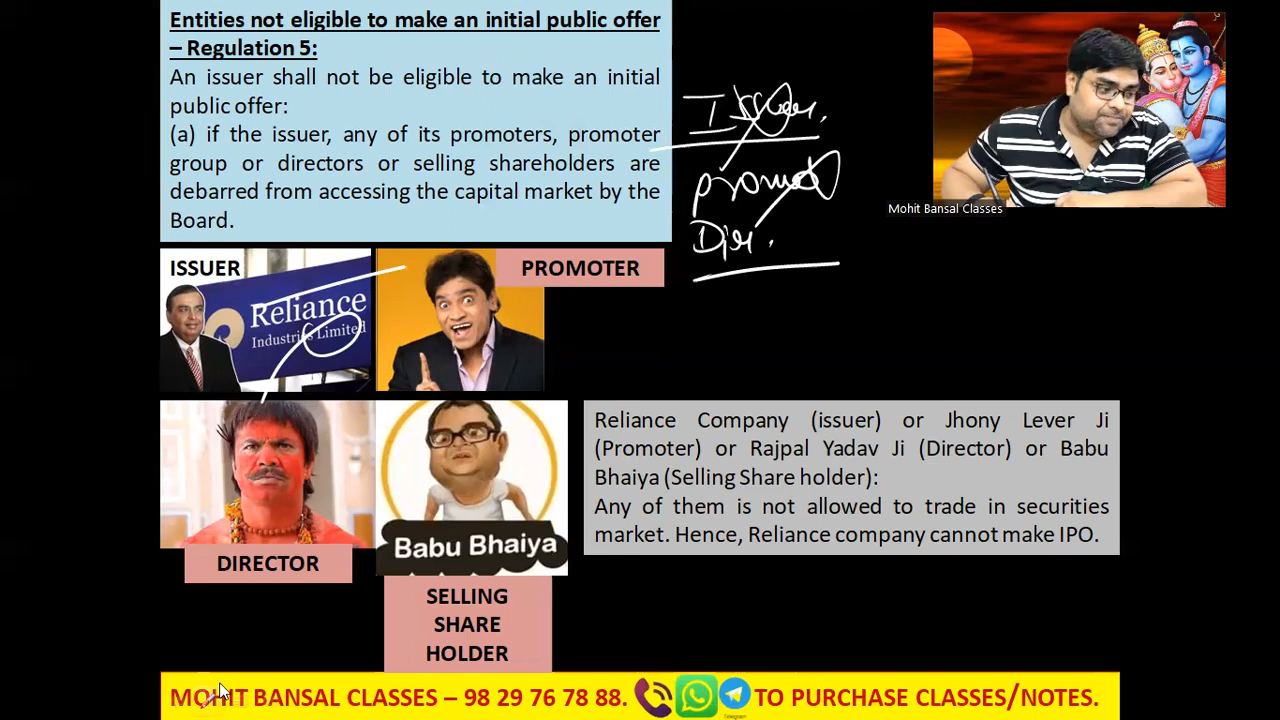 Entities not eligible to make an initial public offer
– Regulation 5:
An issuer shall not be eligible to make an initial
public offer:
(a) if the issuer, any of its promoters, promoter
group or directors or selling shareholders are
debarred from accessing the capital market by the
Board.
Issuer.
promot
Dir.
Mohit Bansal Classes
ISSUER
Reliance
Industries Limited
PROMOTER
DIRECTOR
Babu Bhaiya
SELLING
SHARE
HOLDER
Reliance Company (issuer) or Jhony Lever Ji
(Promoter) or Rajpal Yadav Ji (Director) or Babu
Bhaiya (Selling Share holder):
Any of them is not allowed to trade in securities
market. Hence, Reliance company cannot make IPO.
MOHIT BANSAL CLASSES – 98 29 76 78 88. TO PURCHASE CLASSES/NOTES.
Telegram